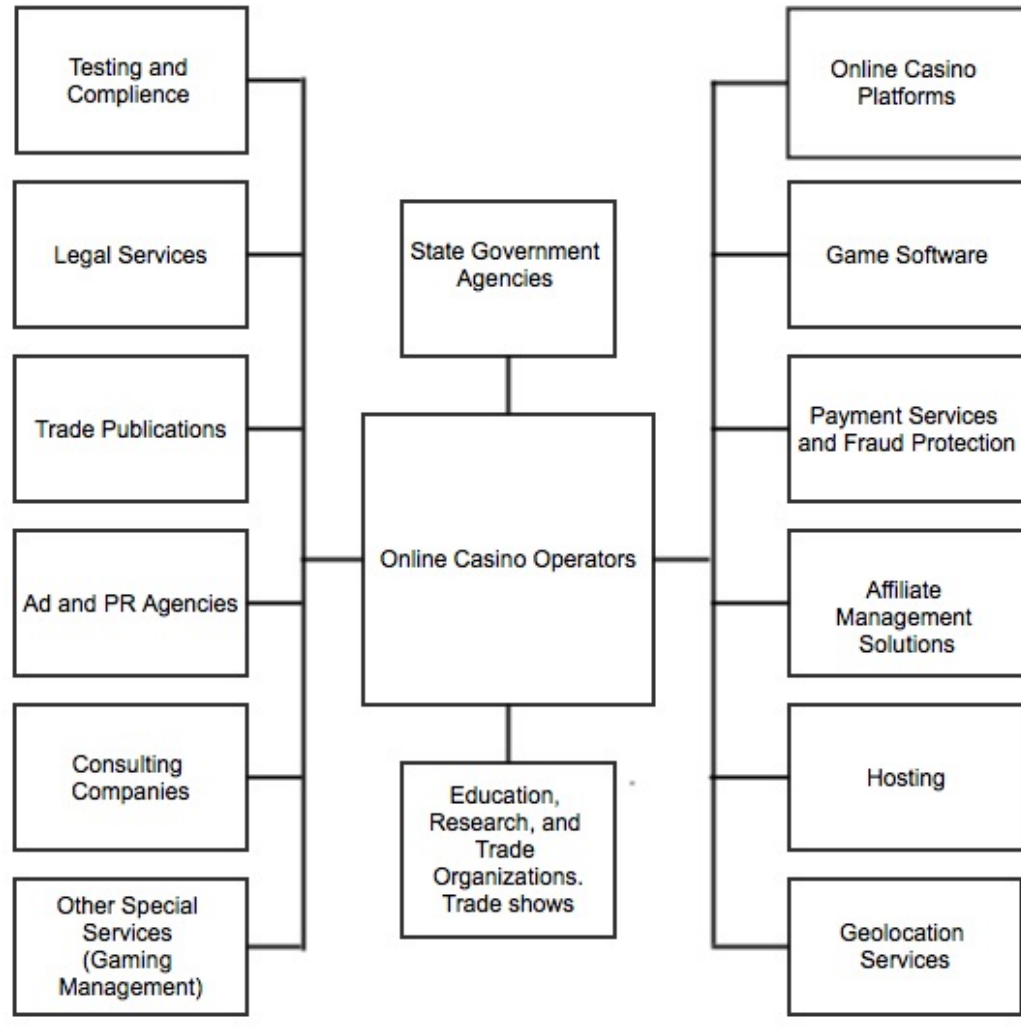 Testing and
Complience
Legal Services
Trade Publications
Ad and PR Agencies
Consulting
Companies
Other Special
Services
(Gaming
Management)
State Government
Agencies
Online Casino Operators
Education,
Research, and
Trade
Organizations.
Trade shows
Online Casino
Platforms
Game Software
Payment Services
and Fraud Protection
Affiliate
Management
Solutions
Hosting
Geolocation
Services